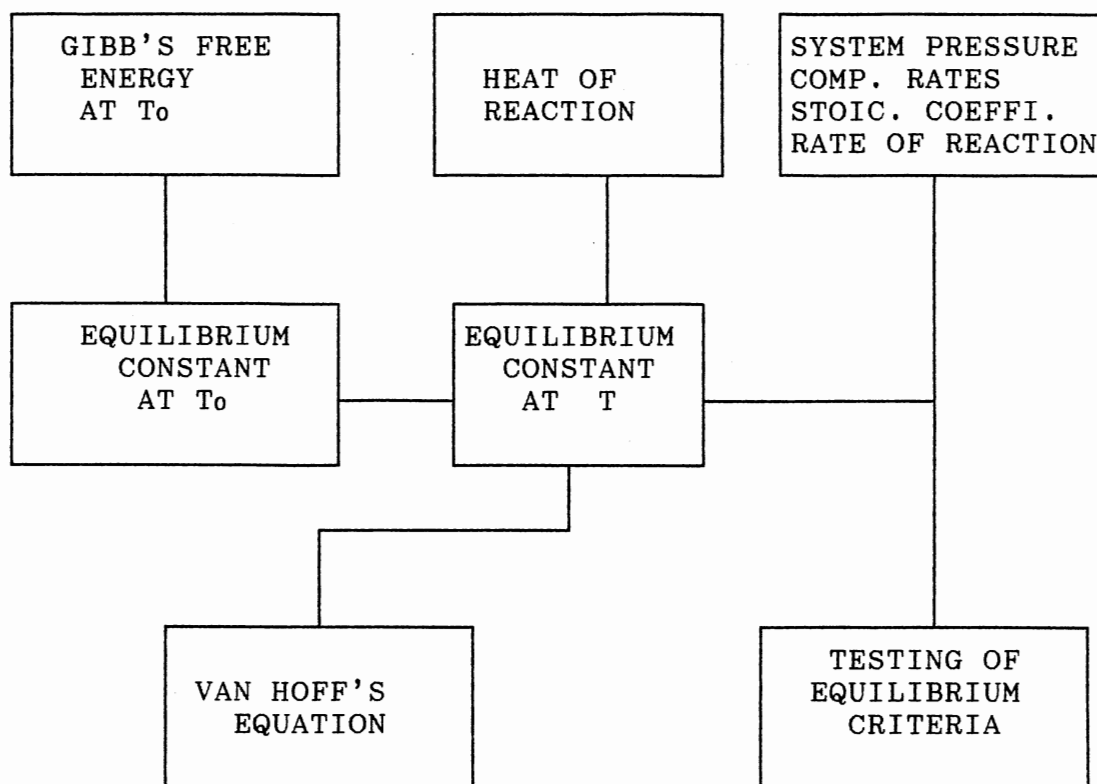 GIBB'S FREE
ENERGY
AT To
HEAT OF
REACTION
SYSTEM PRESSURE
COMP. RATES
STOIC. COEFFI.
RATE OF REACTION
EQUILIBRIUM
CONSTANT
AT To
EQUILIBRIUM
CONSTANT
AT T
VAN HOFF'S
EQUATION
TESTING OF
EQUILIBRIUM
CRITERIA